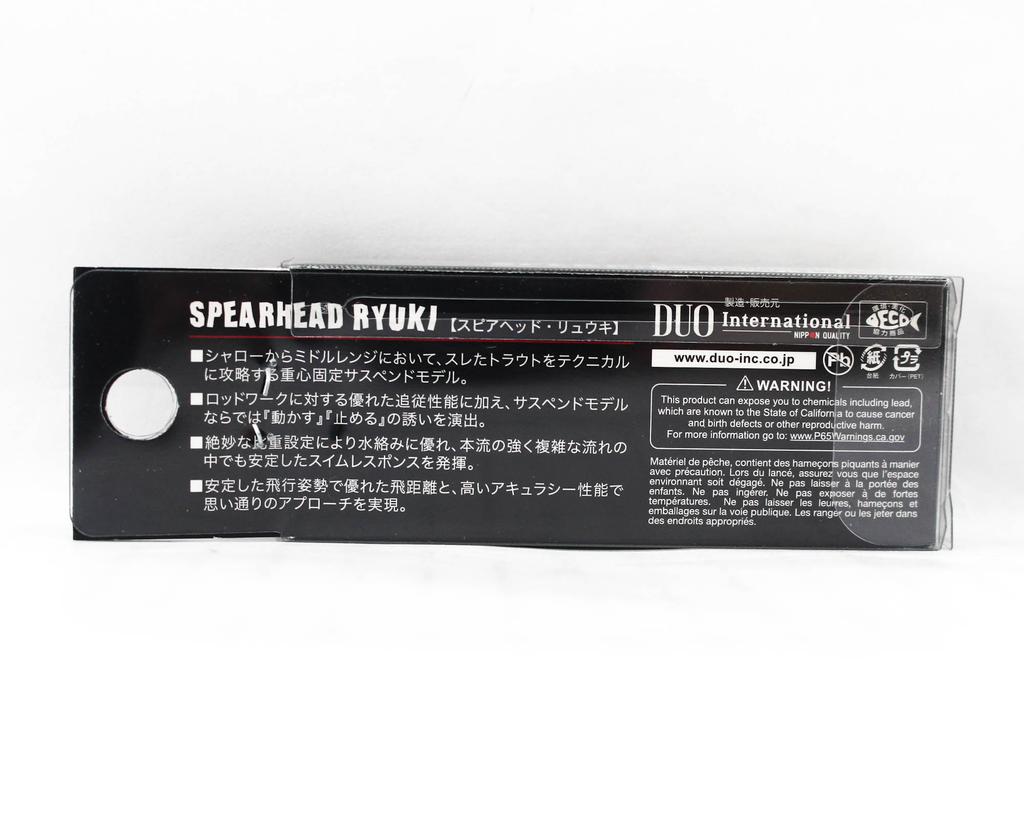 SPEARHEAD RYUKI【スピアヘッド・リュウキ】
■シャローからミドルレンジにおいて、スレたトラウトをテクニカル
に攻略する重心固定サスペンドモデル。
■ロッドワークに対する優れた追従性能に加え、サスペンドモデル
ならでは『動かす』『止める』の誘いを演出。
■絶妙な比重設定により水絡みに優れ、本流の強く複雑な流れの
中でも安定したスイムレスポンスを発揮。
■安定した飛行姿勢で優れた飛距離と、高いアキュラシー性能で
思い通りのアプローチを実現。
製造・販売元
DUO International
NIPPON QUALITY
ECO
協力商品
www.duo-inc.co.jp
Pb
紙
台紙
プラ
カバー(PET)
⚠WARNING!
This product can expose you to chemicals including lead,
which are known to the State of California to cause cancer
and birth defects or other reproductive harm.
For more information go to: www.P65Warnings.ca.gov
Matériel de pêche, contient des hameçons piquants à manier
avec précaution. Lors du lancé, assurez vous que l'espace
environnant soit dégagé. Ne pas laisser à la portée des
enfants. Ne pas ingérer. Ne pas exposer à de fortes
températures. Ne pas laisser les leurres, hameçons et
emballages sur la voie publique. Les ranger ou les jeter dans
des endroits appropriés.